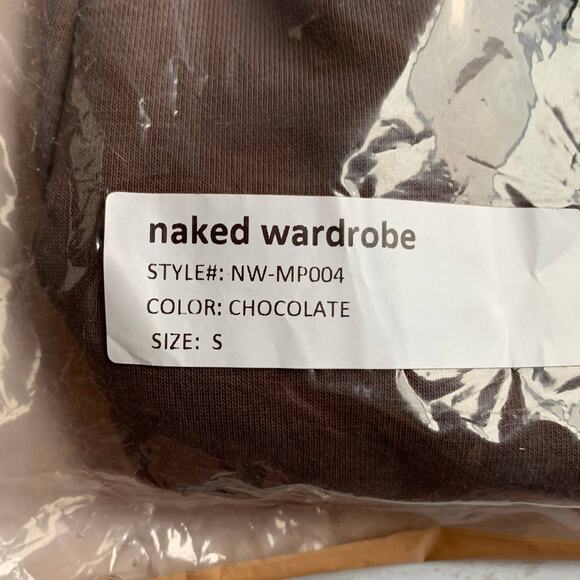 naked wardrobe
STYLE#: NW-MP004
COLOR: CHOCOLATE
SIZE: S